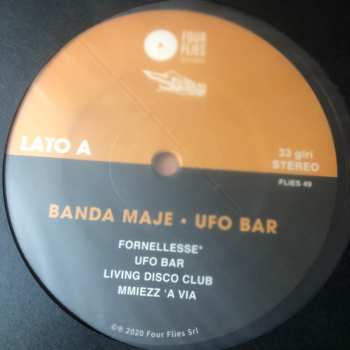 FOUR
FLIES
LATO A
33 giri
STEREO
FLIES 49
BANDA MAJE • UFO BAR
FORNELLESSE*
UFO BAR
LIVING DISCO CLUB
MMIEZZ 'A VIA
©℗ 2020 Four Flies Srl